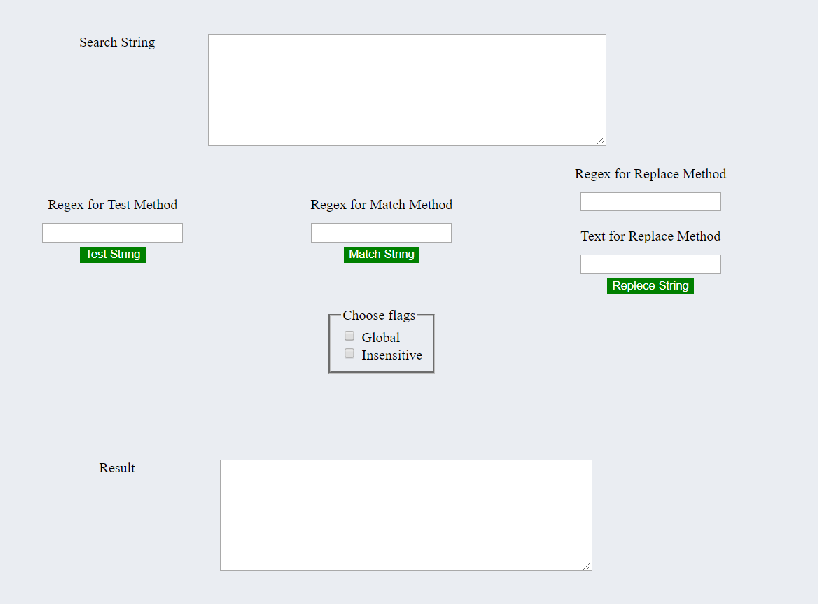 Search String
Regex for Replace Method
Regex for Test Method
Regex for Match Method
Text for Replace Method
Test String
Match String
Replece String
Choose flags
Global
Insensitive
Result